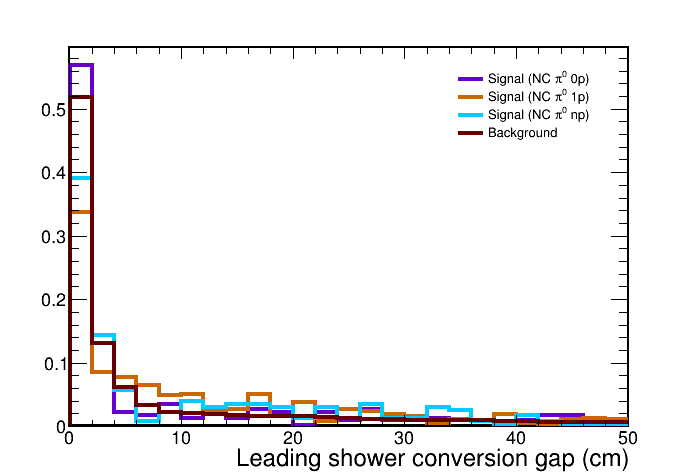 Signal (NC π⁰ 0p)
Signal (NC π⁰ 1p)
Signal (NC π⁰ np)
Background
0.5
0.4
0.3
0.2
0.1
0
0 10 20 30 40 50
Leading shower conversion gap (cm)